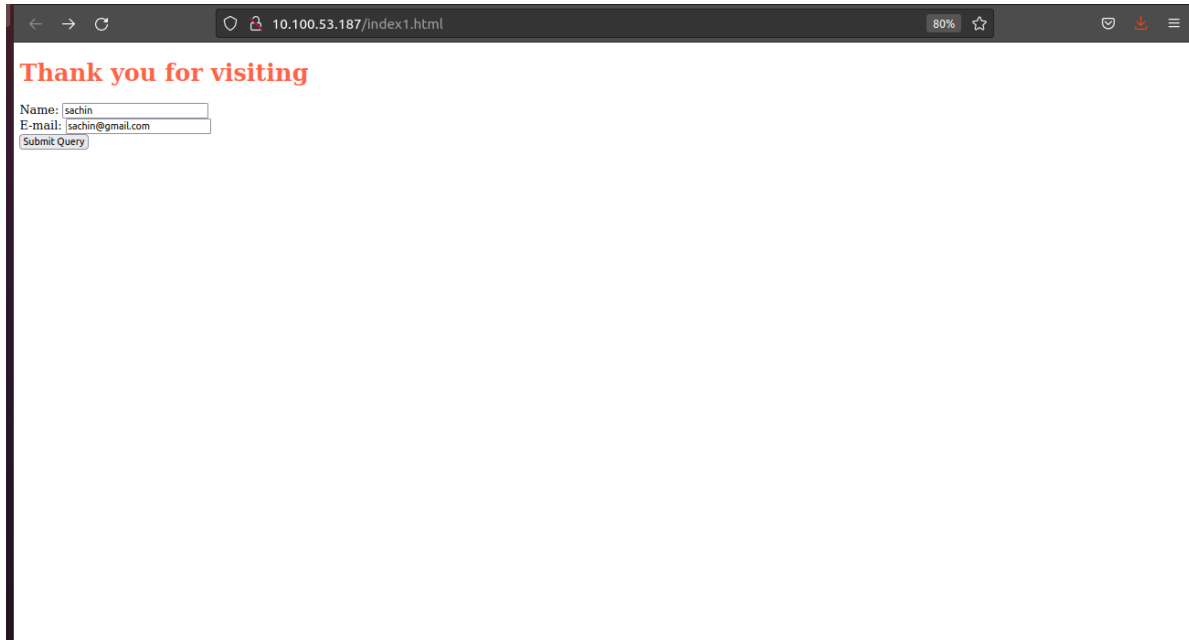 10.100.53.187/index1.html
80%
Thank you for visiting
Name: sachin
E-mail: sachin@gmail.com
Submit Query